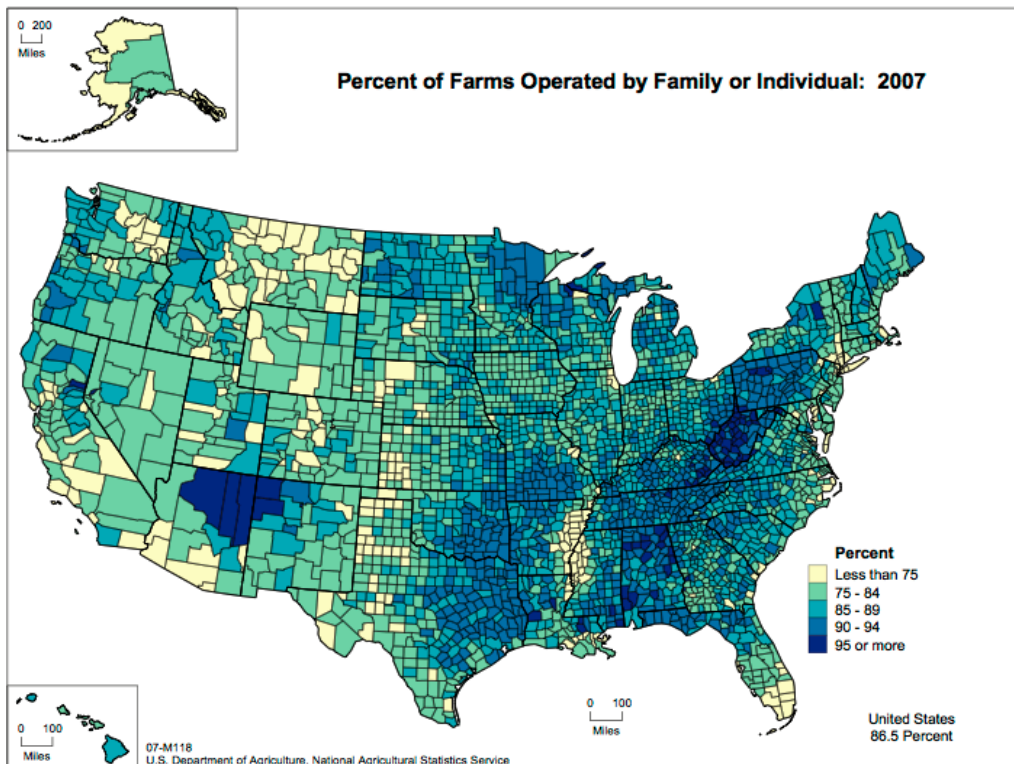 0 200
Miles
Percent of Farms Operated by Family or Individual: 2007
Percent
Less than 75
75 - 84
85 - 89
90 - 94
95 or more
0 100
Miles
0 100
Miles
United States
86.5 Percent
07-M118
U.S. Department of Agriculture, National Agricultural Statistics Service